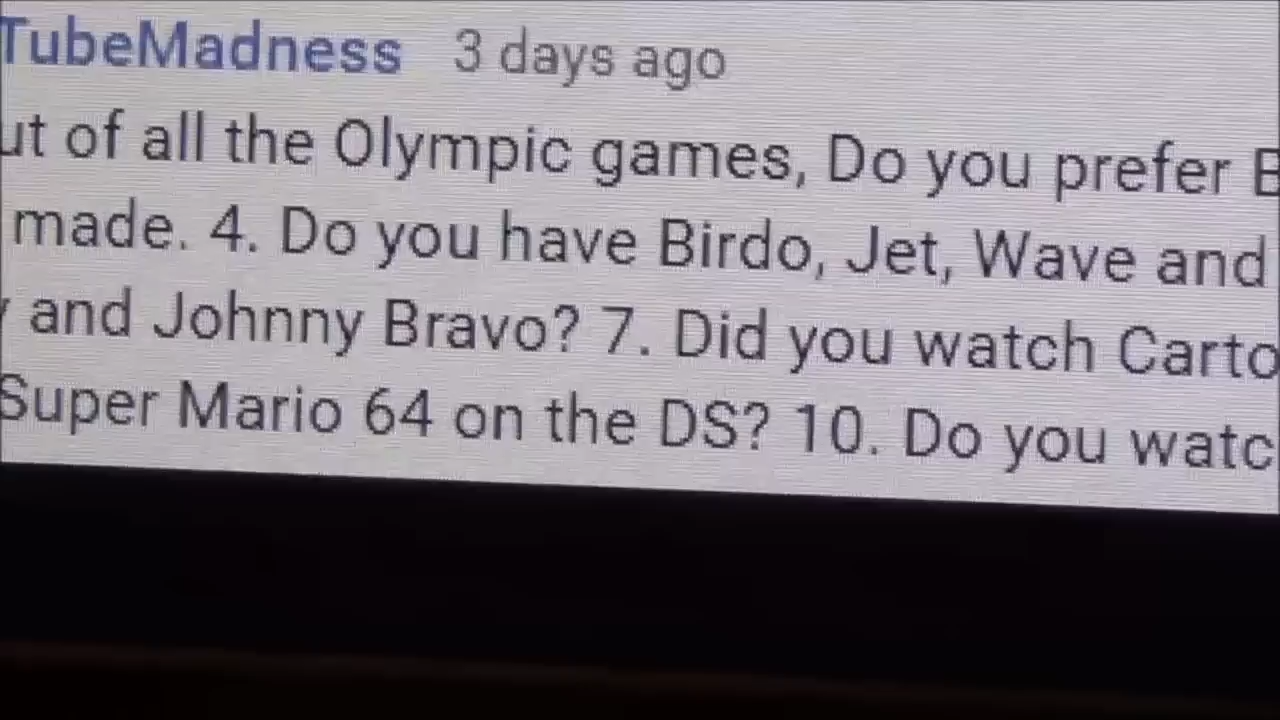 TubeMadness 3 days ago
ut of all the Olympic games, Do you prefer
made. 4. Do you have Birdo, Jet, Wave and
and Johnny Bravo? 7. Did you watch Carto
Super Mario 64 on the DS? 10. Do you watc